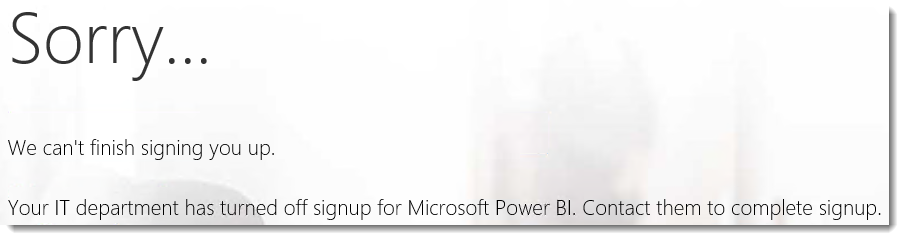 Sorry...
We can't finish signing you up.
Your IT department has turned off signup for Microsoft Power BI. Contact them to complete signup.